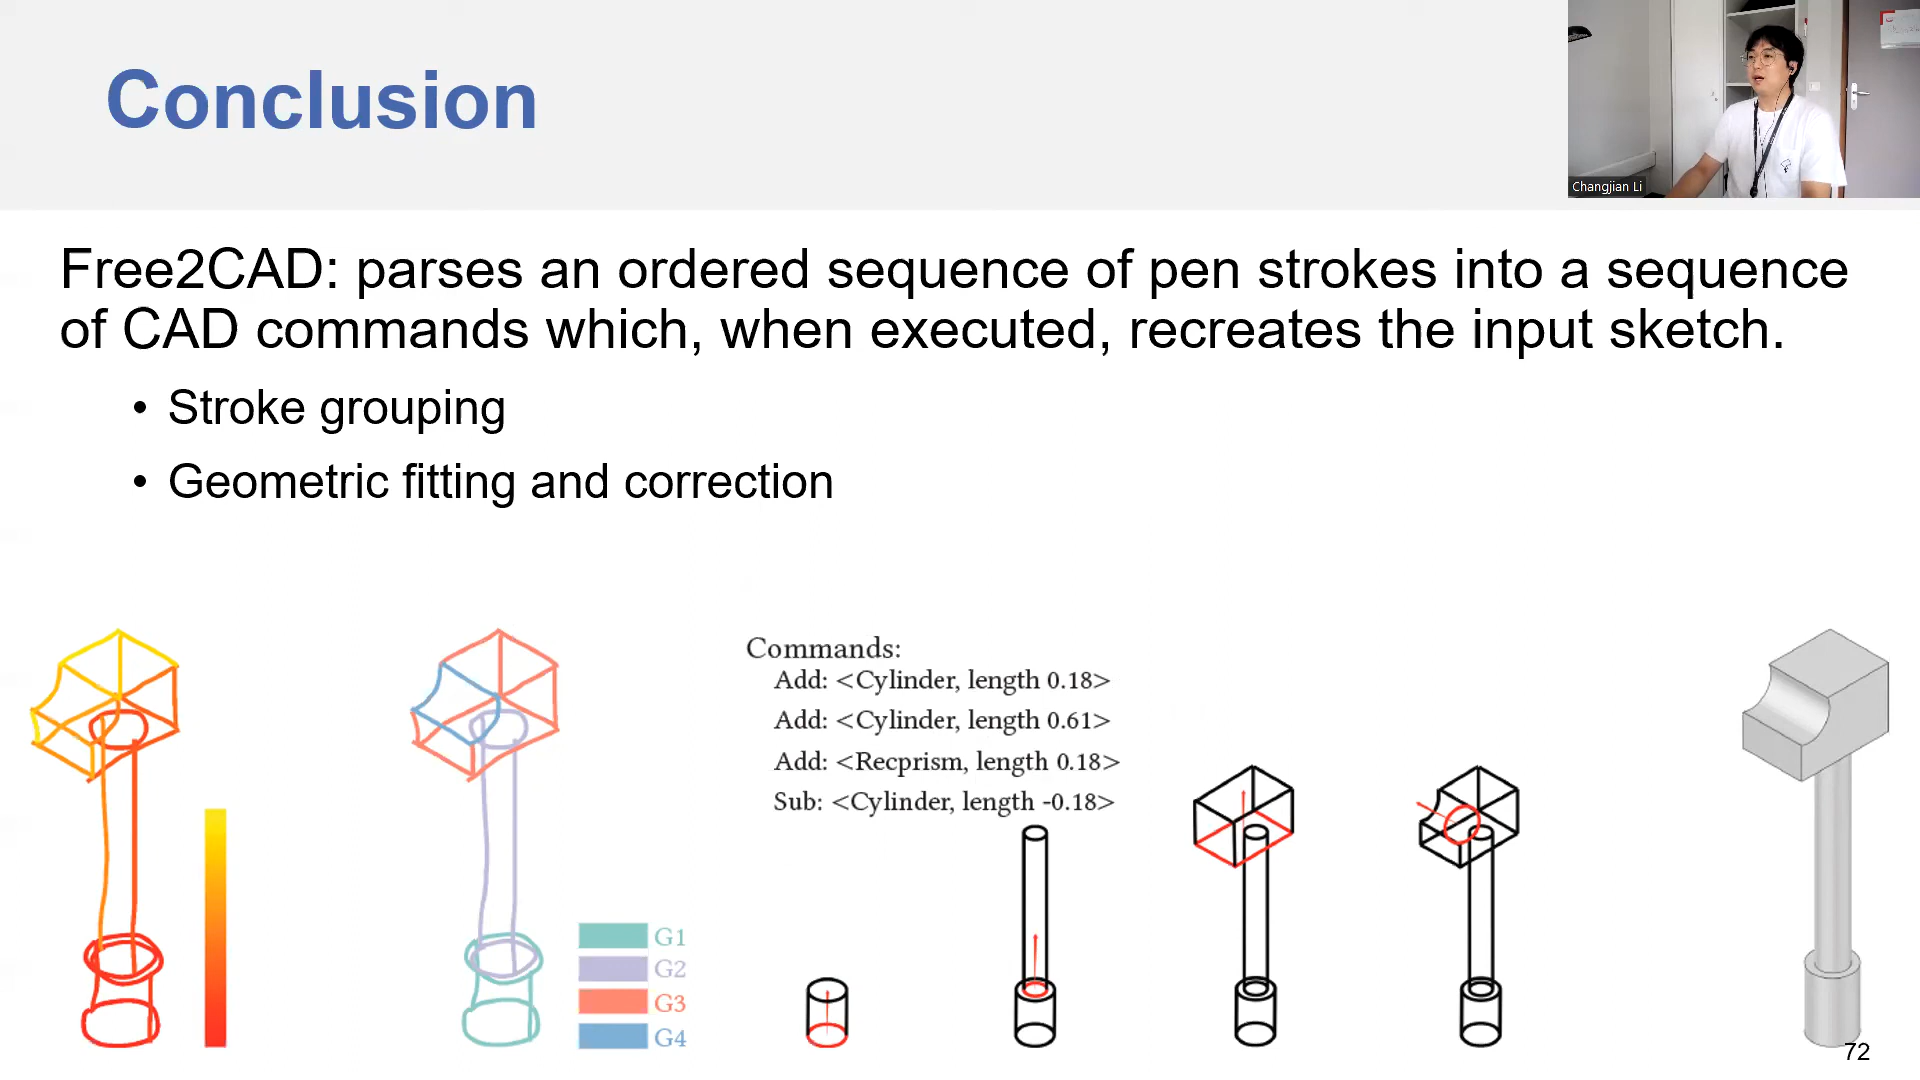 Conclusion
Changjian Li
Free2CAD: parses an ordered sequence of pen strokes into a sequence
of CAD commands which, when executed, recreates the input sketch.
• Stroke grouping
• Geometric fitting and correction
Commands:
Add: <Cylinder, length 0.18>
Add: <Cylinder, length 0.61>
Add: <Recprism, length 0.18>
Sub: <Cylinder, length -0.18>
G1
G2
G3
G4
72